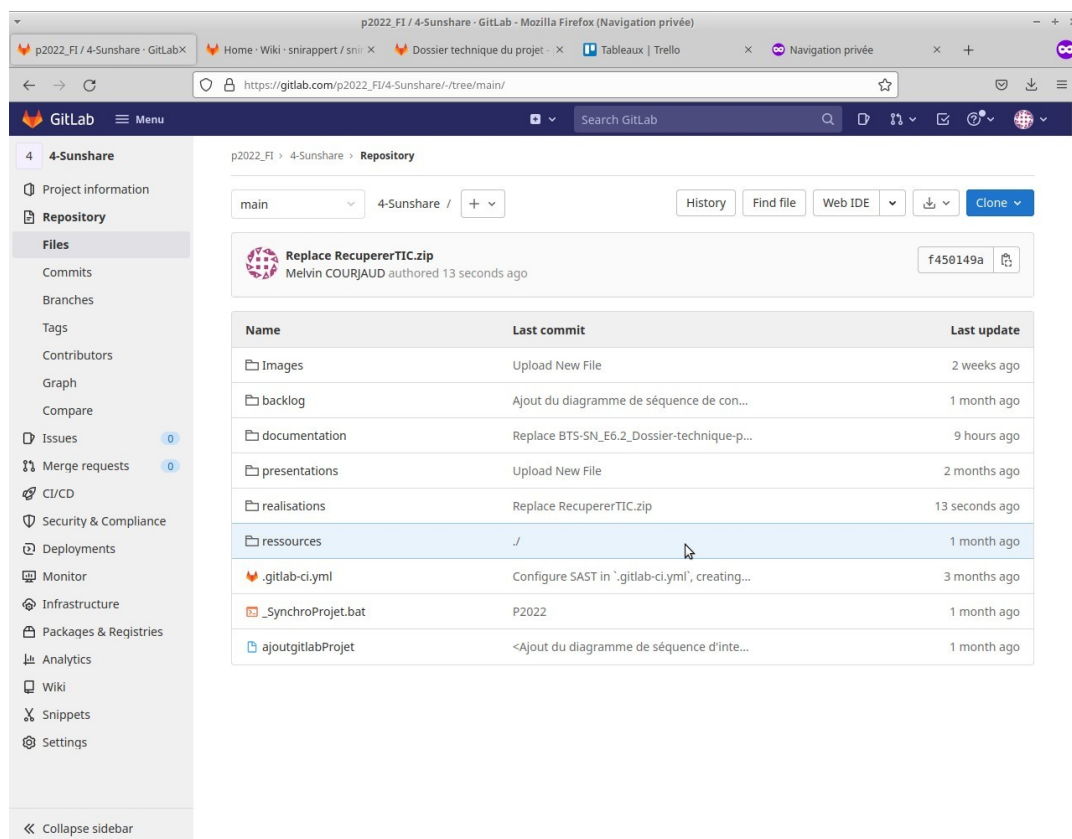 p2022_FI / 4-Sunshare · GitLab - Mozilla Firefox (Navigation privée)
p2022_FI / 4-Sunshare · GitLab
Home · Wiki · snirappert / snir
Dossier technique du projet -
Tableaux | Trello
Navigation privée
https://gitlab.com/p2022_FI/4-Sunshare/-/tree/main/
GitLab
Menu
Search GitLab
4 4-Sunshare
Project information
Repository
Files
Commits
Branches
Tags
Contributors
Graph
Compare
Issues 0
Merge requests 0
CI/CD
Security & Compliance
Deployments
Monitor
Infrastructure
Packages & Registries
Analytics
Wiki
Snippets
Settings
Collapse sidebar
p2022_FI > 4-Sunshare > Repository
main 4-Sunshare / + History Find file Web IDE Clone
Replace RecupererTIC.zip
Melvin COURJAUD authored 13 seconds ago
f450149a
Name Last commit Last update
Images Upload New File 2 weeks ago
backlog Ajout du diagramme de séquence de con... 1 month ago
documentation Replace BTS-SN_E6.2_Dossier-technique-p... 9 hours ago
presentations Upload New File 2 months ago
realisations Replace RecupererTIC.zip 13 seconds ago
ressources ./ 1 month ago
.gitlab-ci.yml Configure SAST in `.gitlab-ci.yml`, creating... 3 months ago
_SynchroProjet.bat P2022 1 month ago
ajoutgitlabProjet <Ajout du diagramme de séquence d'inte... 1 month ago